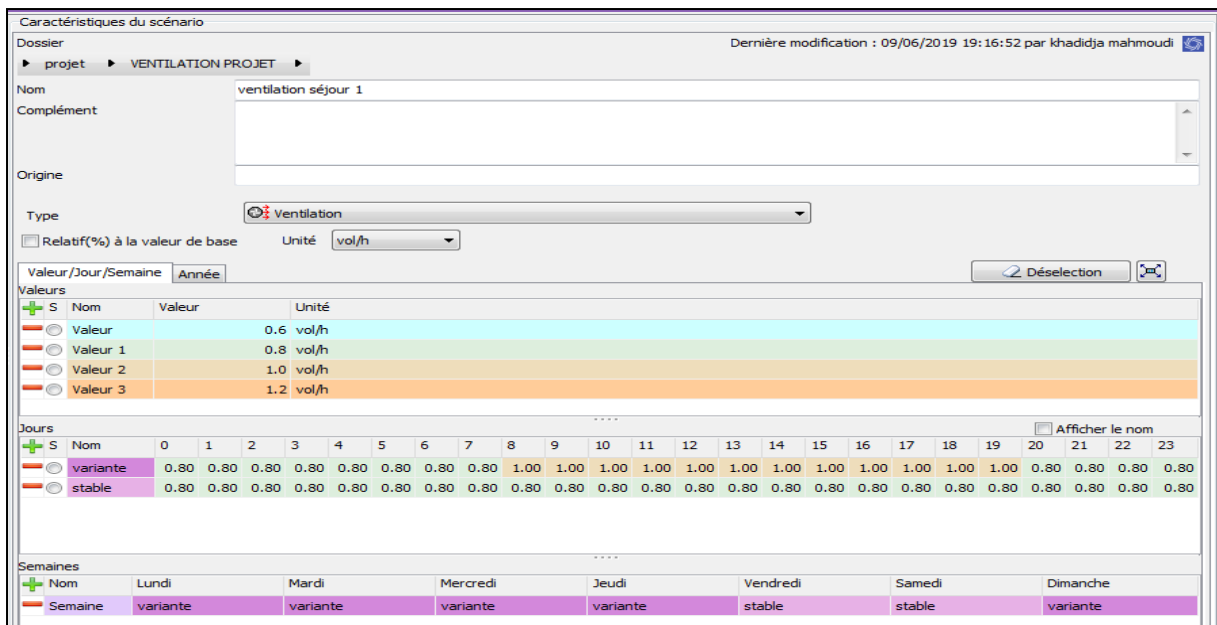 Caractéristiques du scénario
Dossier Dernière modification : 09/06/2019 19:16:52 par khadidja mahmoudi
projet VENTILATION PROJET
Nom ventilation séjour 1
Complément
Origine
Type Ventilation
Relatif(%) à la valeur de base Unité vol/h
Valeur/Jour/Semaine Année Déselection
Valeurs
S Nom Valeur Unité
Valeur 0.6 vol/h
Valeur 1 0.8 vol/h
Valeur 2 1.0 vol/h
Valeur 3 1.2 vol/h
Jours Afficher le nom
S Nom 0 1 2 3 4 5 6 7 8 9 10 11 12 13 14 15 16 17 18 19 20 21 22 23
variante 0.80 0.80 0.80 0.80 0.80 0.80 0.80 0.80 1.00 1.00 1.00 1.00 1.00 1.00 1.00 1.00 1.00 1.00 1.00 1.00 0.80 0.80 0.80 0.80
stable 0.80 0.80 0.80 0.80 0.80 0.80 0.80 0.80 0.80 0.80 0.80 0.80 0.80 0.80 0.80 0.80 0.80 0.80 0.80 0.80 0.80 0.80 0.80 0.80
Semaines
Nom Lundi Mardi Mercredi Jeudi Vendredi Samedi Dimanche
Semaine variante variante variante variante stable stable variante